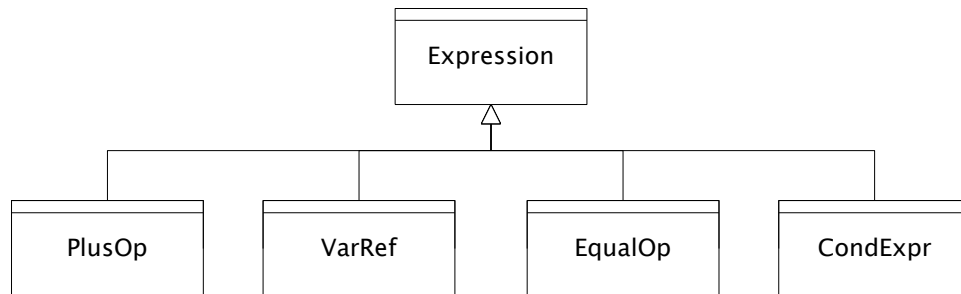 Expression
PlusOp
VarRef
EqualOp
CondExpr